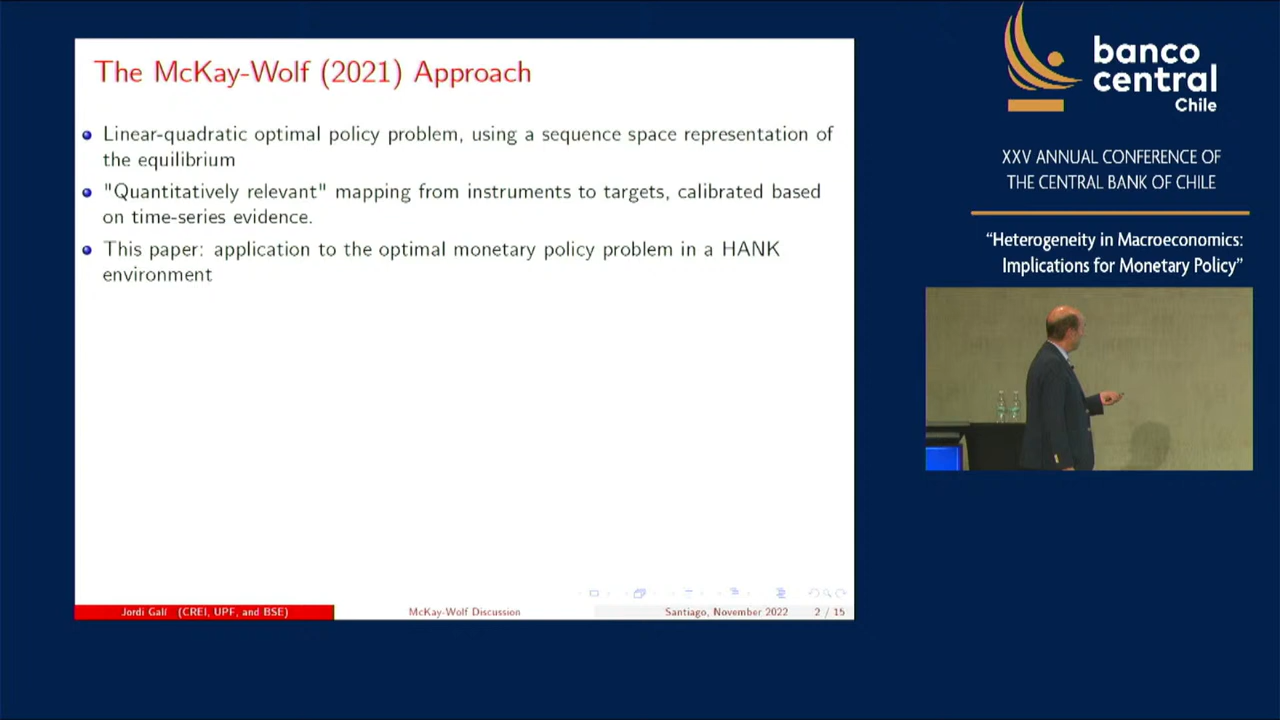 The McKay-Wolf (2021) Approach
Linear-quadratic optimal policy problem, using a sequence space representation of
the equilibrium
"Quantitatively relevant" mapping from instruments to targets, calibrated based
on time-series evidence.
This paper: application to the optimal monetary policy problem in a HANK
environment
Jordi Galí (CREI, UPF, and BSE)
McKay-Wolf Discussion
Santiago, November 2022
2 / 15
banco
central
Chile
XXV ANNUAL CONFERENCE OF
THE CENTRAL BANK OF CHILE
“Heterogeneity in Macroeconomics:
Implications for Monetary Policy”